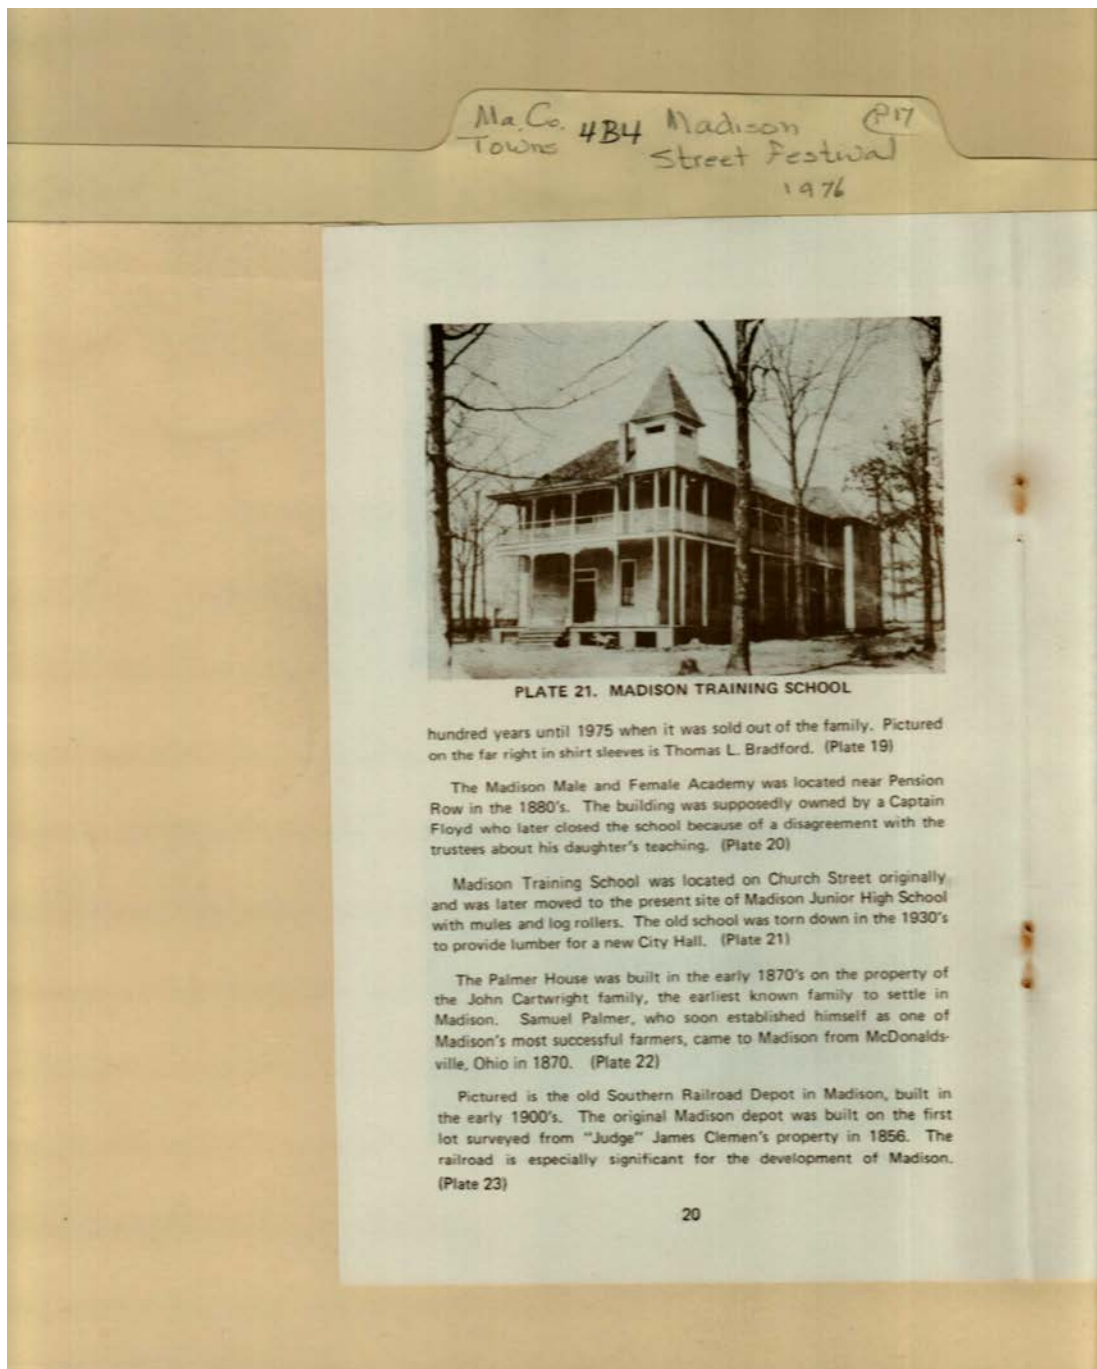 Ma. Co. 4B4 Madison P17
Towns Street Festival
1976
PLATE 21. MADISON TRAINING SCHOOL
hundred years until 1975 when it was sold out of the family. Pictured
on the far right in shirt sleeves is Thomas L. Bradford. (Plate 19)
The Madison Male and Female Academy was located near Pension
Row in the 1880's. The building was supposedly owned by a Captain
Floyd who later closed the school because of a disagreement with the
trustees about his daughter's teaching. (Plate 20)
Madison Training School was located on Church Street originally
and was later moved to the present site of Madison Junior High School
with mules and log rollers. The old school was torn down in the 1930's
to provide lumber for a new City Hall. (Plate 21)
The Palmer House was built in the early 1870's on the property of
the John Cartwright family, the earliest known family to settle in
Madison. Samuel Palmer, who soon established himself as one of
Madison's most successful farmers, came to Madison from McDonalds-
ville, Ohio in 1870. (Plate 22)
Pictured is the old Southern Railroad Depot in Madison, built in
the early 1900's. The original Madison depot was built on the first
lot surveyed from "Judge" James Clemen's property in 1856. The
railroad is especially significant for the development of Madison.
(Plate 23)
20